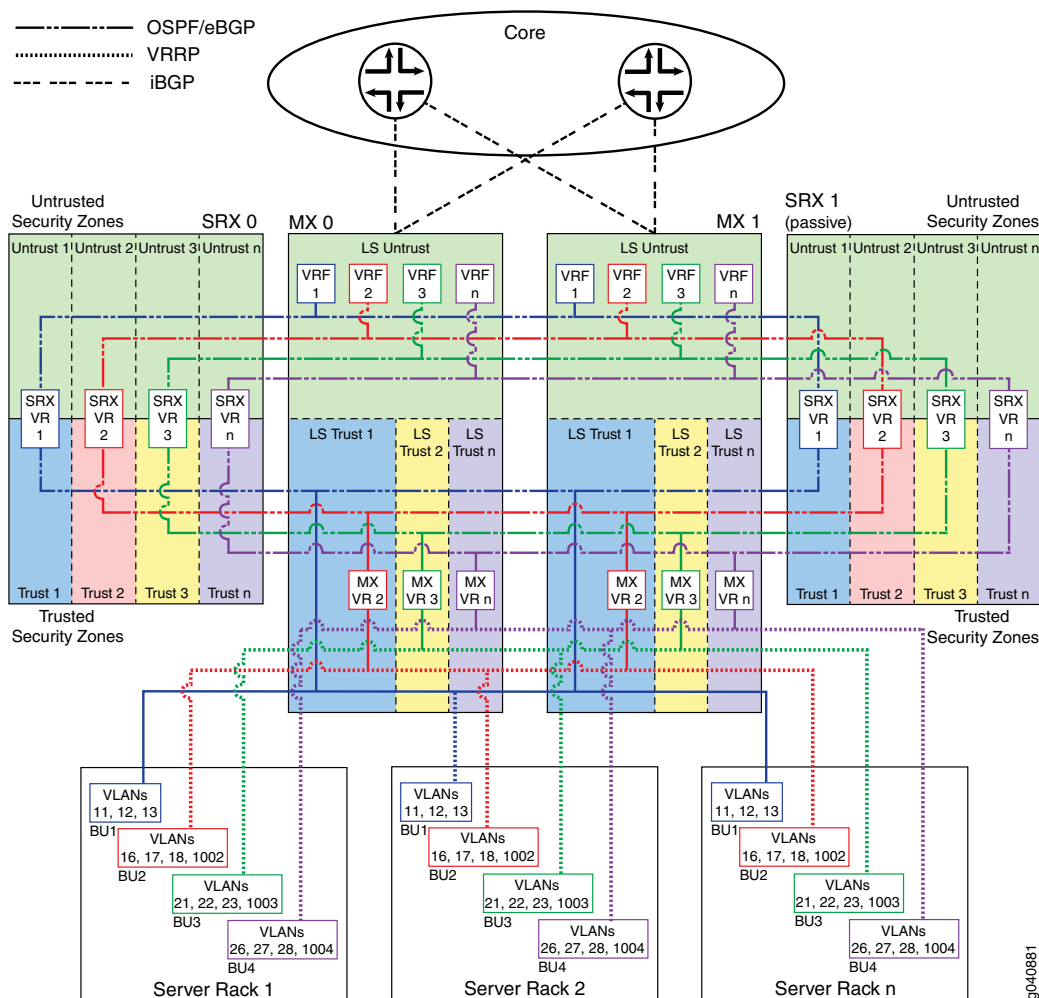 OSPF/eBGP
VRRP
iBGP
Core
Untrusted
Security Zones
SRX 0
MX 0
MX 1
SRX 1
(passive)
Untrusted
Security Zones
Untrust 1
Untrust 2
Untrust 3
Untrust n
LS Untrust
LS Untrust
Untrust 1
Untrust 2
Untrust 3
Untrust n
VRF
1
VRF
2
VRF
3
VRF
n
VRF
1
VRF
2
VRF
3
VRF
n
SRX
VR
1
SRX
VR
2
SRX
VR
3
SRX
VR
n
SRX
VR
1
SRX
VR
2
SRX
VR
3
SRX
VR
n
LS Trust 1
LS
Trust 2
LS
Trust n
LS Trust 1
LS
Trust 2
LS
Trust n
MX
VR 2
MX
VR 3
MX
VR n
MX
VR 2
MX
VR 3
MX
VR n
Trust 1
Trust 2
Trust 3
Trust n
Trust 1
Trust 2
Trust 3
Trust n
Trusted
Security Zones
Trusted
Security Zones
VLANs
11, 12, 13
BU1
VLANs
16, 17, 18, 1002
BU2
VLANs
21, 22, 23, 1003
BU3
VLANs
26, 27, 28, 1004
BU4
Server Rack 1
VLANs
11, 12, 13
BU1
VLANs
16, 17, 18, 1002
BU2
VLANs
21, 22, 23, 1003
BU3
VLANs
26, 27, 28, 1004
BU4
Server Rack 2
VLANs
11, 12, 13
BU1
VLANs
16, 17, 18, 1002
BU2
VLANs
21, 22, 23, 1003
BU3
VLANs
26, 27, 28, 1004
BU4
Server Rack n
g040881